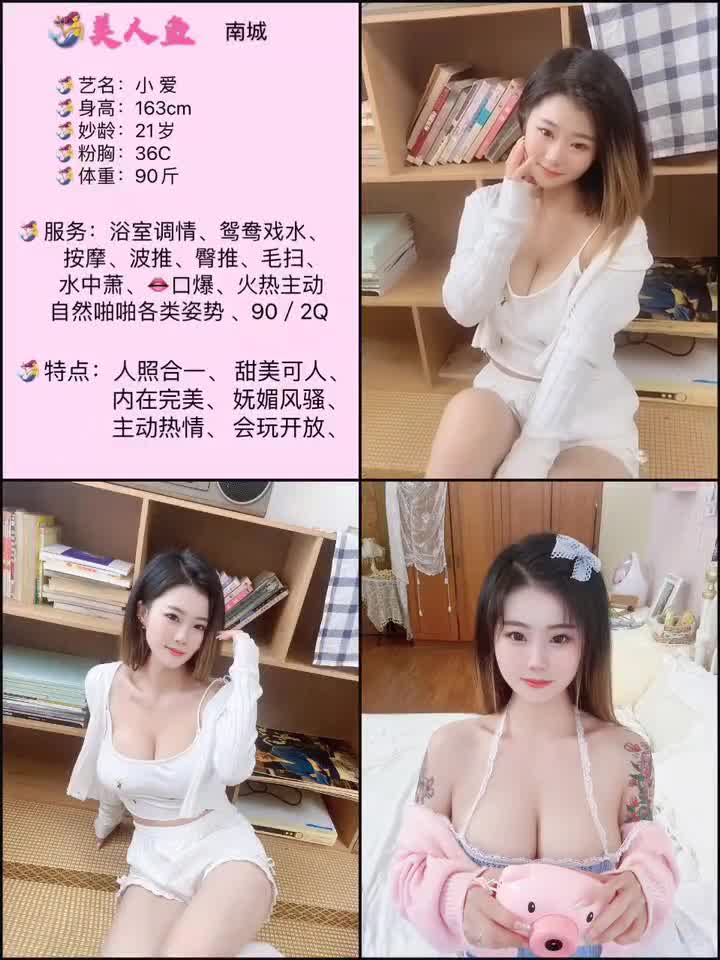 美人鱼 南城
艺名：小 爱
身高：163cm
妙龄：21岁
粉胸：36C
体重：90斤
服务：浴室调情、鸳鸯戏水、
按摩、波推、臀推、毛扫、
水中萧、👄口爆、火热主动
自然啪啪各类姿势 、90 / 2Q
特点：人照合一、 甜美可人、
内在完美、 妩媚风骚、
主动热情、 会玩开放、